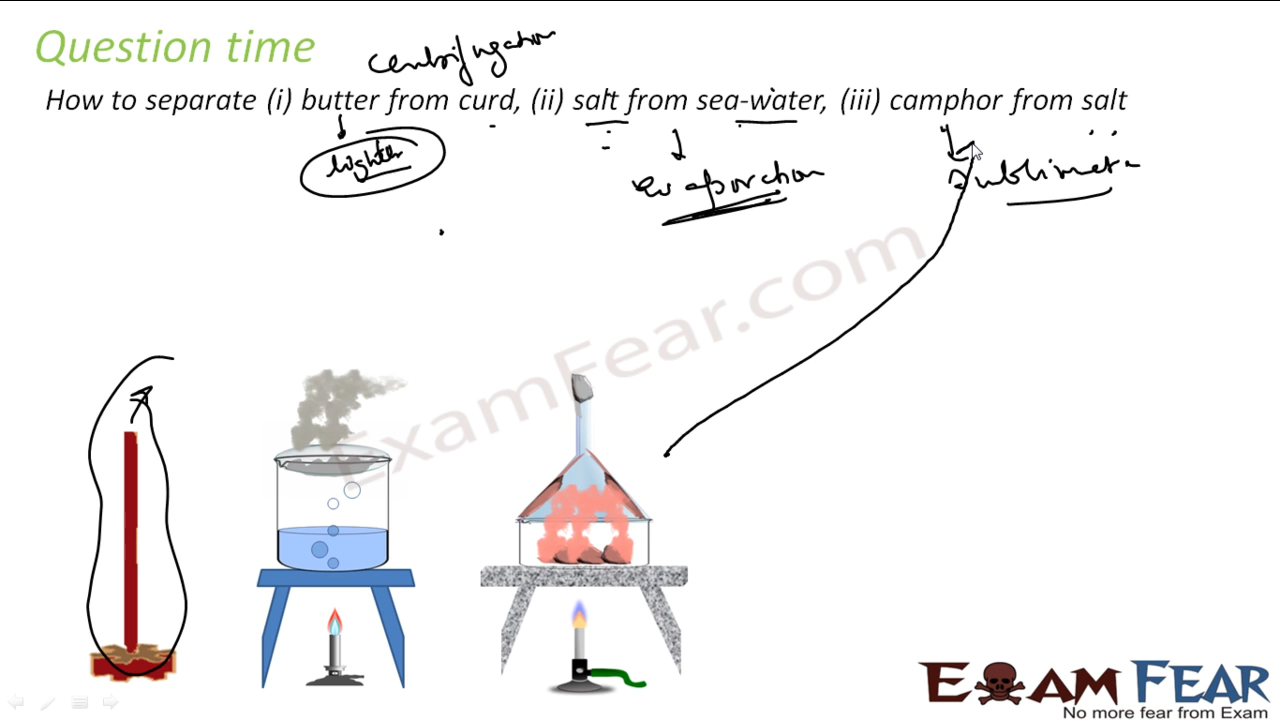 Question time
centrifugation
How to separate (i) butter from curd, (ii) salt from sea-water, (iii) camphor from salt
lighter
Evaporation
ExamFear.com
EXAM FEAR
No more fear from Exam